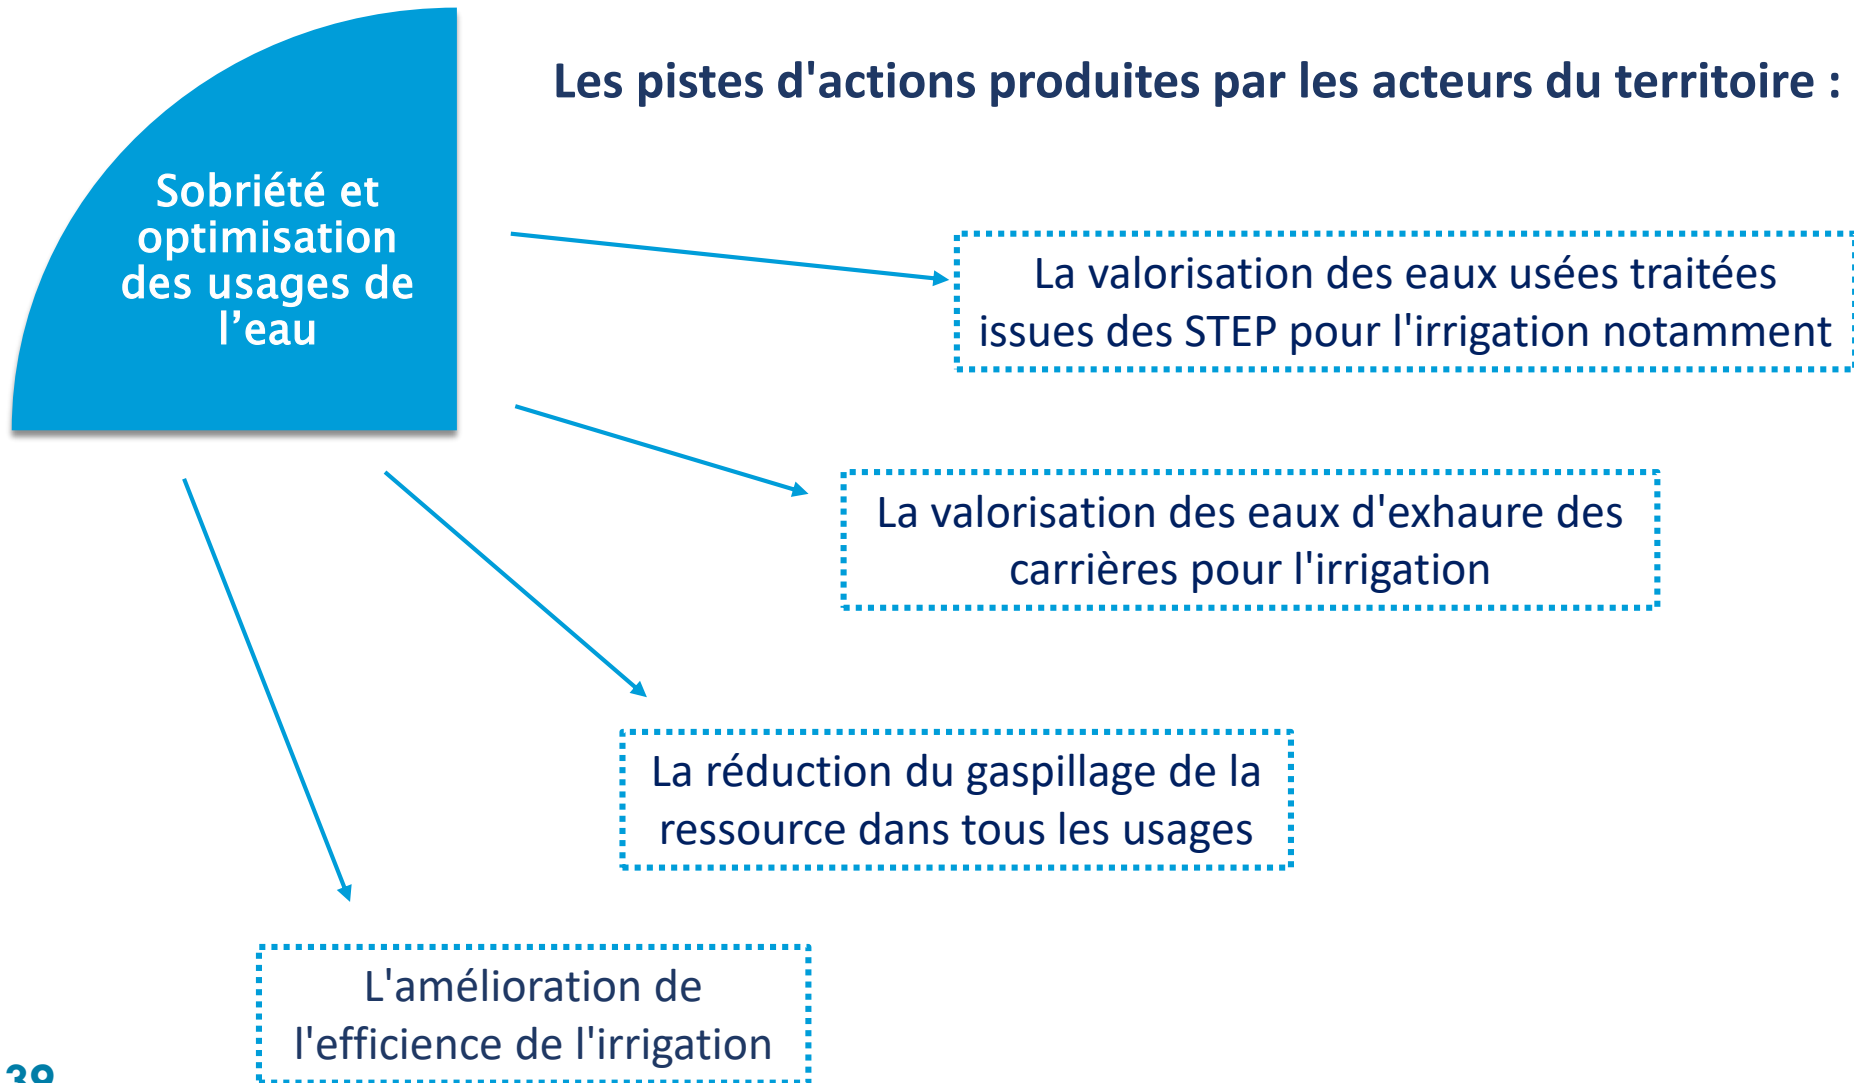 Les pistes d'actions produites par les acteurs du territoire :
Sobriété et
optimisation
des usages de
l’eau
La valorisation des eaux usées traitées
issues des STEP pour l'irrigation notamment
La valorisation des eaux d'exhaure des
carrières pour l'irrigation
La réduction du gaspillage de la
ressource dans tous les usages
L'amélioration de
l'efficience de l'irrigation
39